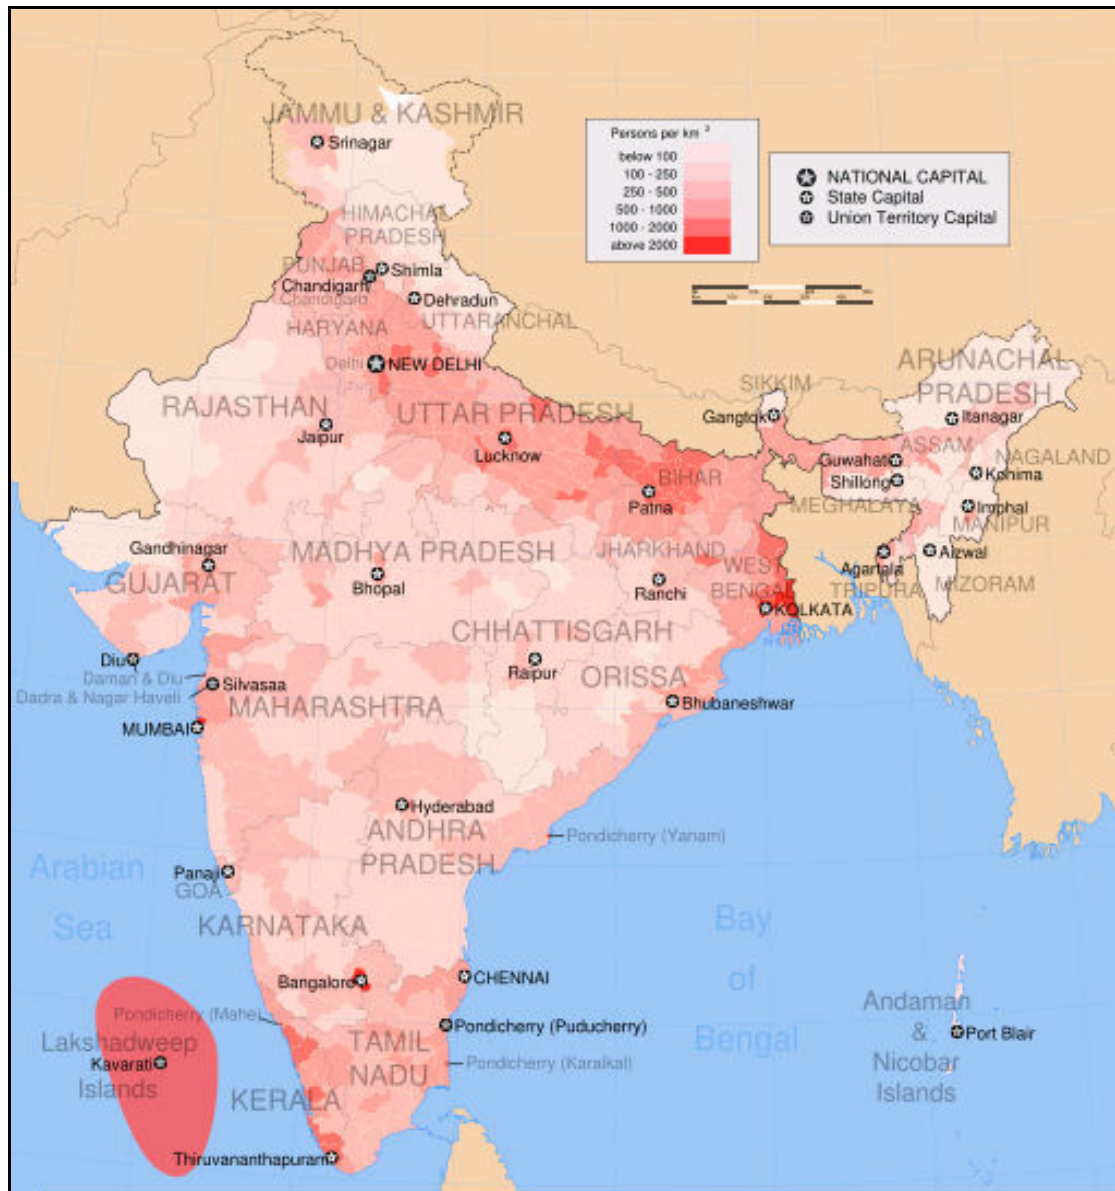 JAMMU & KASHMIR
Srinagar
Persons per km 2
below 100
100 - 250
250 - 500
500 - 1000
1000 - 2000
above 2000
NATIONAL CAPITAL
State Capital
Union Territory Capital
HIMACHAL
PRADESH
PUNJAB
Shimla
Chandigarh
Chandigarh
Dehradun
HARYANA
UTTARANCHAL
Delhi
NEW DELHI
RAJASTHAN
Jaipur
UTTAR PRADESH
Lucknow
SIKKIM
Gangtok
ARUNACHAL
PRADESH
Itanagar
ASSAM
NAGALAND
Guwahati
Kohima
Shillong
MEGHALAYA
Imphal
MANIPUR
BIHAR
Patna
Gandhinagar
GUJARAT
MADHYA PRADESH
Bhopal
JHARKHAND
Ranchi
WEST
BENGAL
KOLKATA
Agartala
TRIPURA
Aizwal
MIZORAM
CHHATTISGARH
Raipur
ORISSA
Bhubaneshwar
Diu
Daman & Diu
Dadra & Nagar Haveli
Silvasaa
MAHARASHTRA
MUMBAI
Hyderabad
ANDHRA
PRADESH
Pondicherry (Yanam)
Arabian
Sea
Panaji
GOA
KARNATAKA
Bay
of
Bengal
Bangalore
CHENNAI
Pondicherry (Mahe)
Pondicherry (Puducherry)
TAMIL
NADU
Pondicherry (Karaikal)
Lakshadweep
Kavarati
Islands
KERALA
Thiruvananthapuram
Andaman
&
Nicobar
Islands
Port Blair